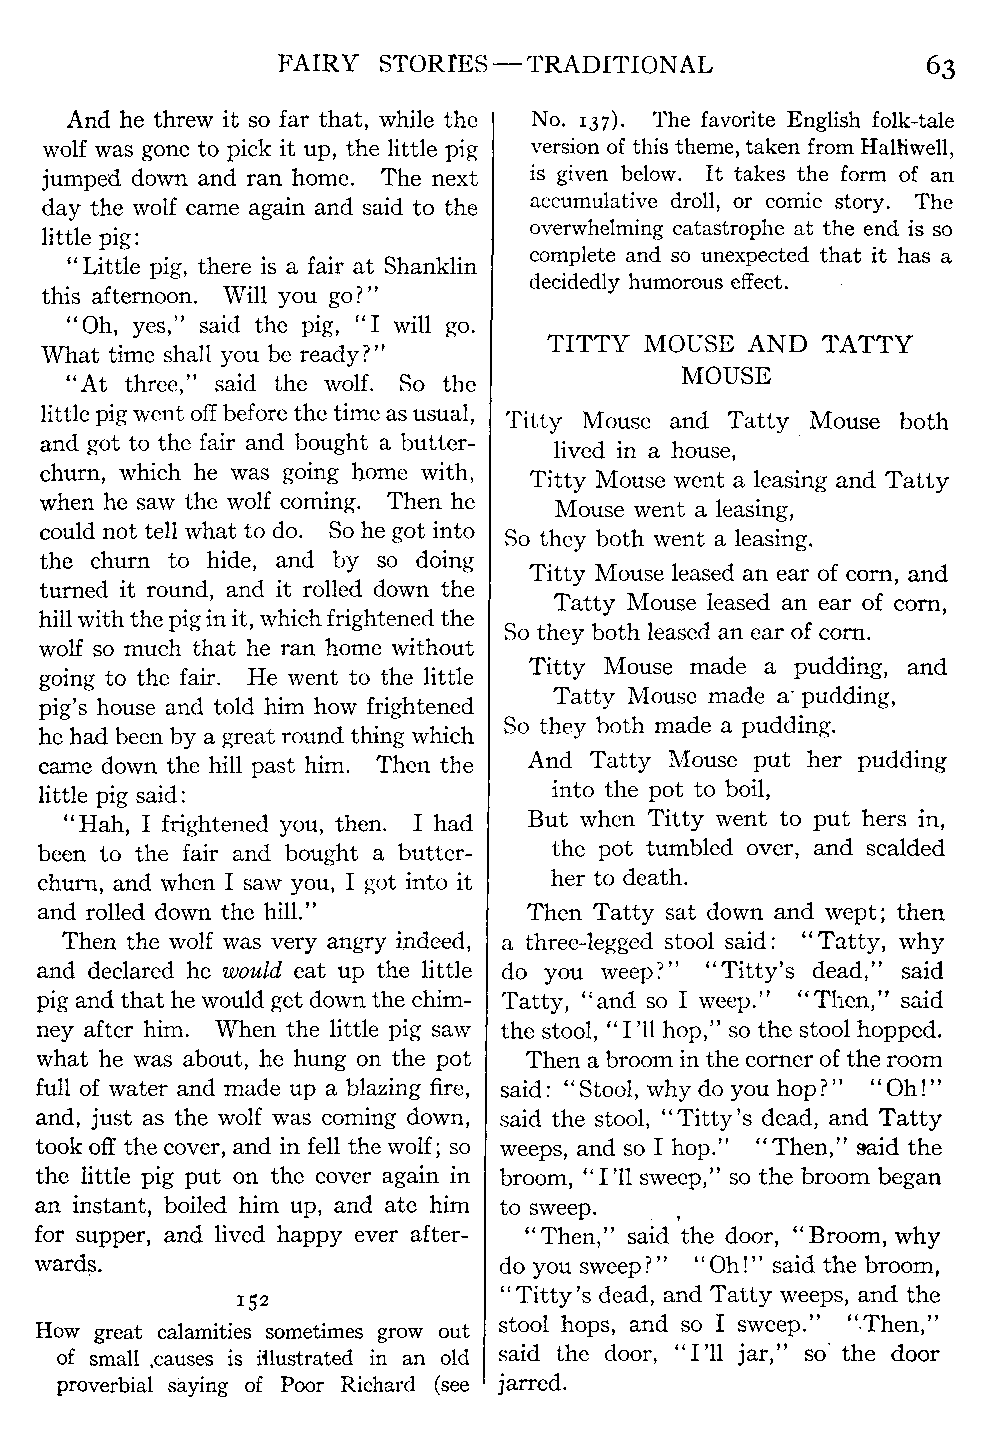 FAIRY STORIES—TRADITIONAL 63
And he threw it so far that, while the
wolf was gone to pick it up, the little pig
jumped down and ran home. The next
day the wolf came again and said to the
little pig:
"Little pig, there is a fair at Shanklin
this afternoon. Will you go?"
"Oh, yes," said the pig, "I will go.
What time shall you be ready?"
"At three," said the wolf. So the
little pig went off before the time as usual,
and got to the fair and bought a butter-
churn, which he was going home with,
when he saw the wolf coming. Then he
could not tell what to do. So he got into
the churn to hide, and by so doing
turned it round, and it rolled down the
hill with the pig in it, which frightened the
wolf so much that he ran home without
going to the fair. He went to the little
pig's house and told him how frightened
he had been by a great round thing which
came down the hill past him. Then the
little pig said:
"Hah, I frightened you, then. I had
been to the fair and bought a butter-
churn, and when I saw you, I got into it
and rolled down the hill."
Then the wolf was very angry indeed,
and declared he would eat up the little
pig and that he would get down the chim-
ney after him. When the little pig saw
what he was about, he hung on the pot
full of water and made up a blazing fire,
and, just as the wolf was coming down,
took off the cover, and in fell the wolf; so
the little pig put on the cover again in
an instant, boiled him up, and ate him
for supper, and lived happy ever after-
wards.
152
How great calamities sometimes grow out
of small causes is illustrated in an old
proverbial saying of Poor Richard (see
No. 137). The favorite English folk-tale
version of this theme, taken from Halliwell,
is given below. It takes the form of an
accumulative droll, or comic story. The
overwhelming catastrophe at the end is so
complete and so unexpected that it has a
decidedly humorous effect.
TITTY MOUSE AND TATTY
MOUSE
Titty Mouse and Tatty Mouse both
lived in a house,
Titty Mouse went a leasing and Tatty
Mouse went a leasing,
So they both went a leasing.
Titty Mouse leased an ear of corn, and
Tatty Mouse leased an ear of corn,
So they both leased an ear of corn.
Titty Mouse made a pudding, and
Tatty Mouse made a pudding,
So they both made a pudding.
And Tatty Mouse put her pudding
into the pot to boil,
But when Titty went to put hers in,
the pot tumbled over, and scalded
her to death.
Then Tatty sat down and wept; then
a three-legged stool said: "Tatty, why
do you weep?" "Titty's dead," said
Tatty, "and so I weep." "Then," said
the stool, "I'll hop," so the stool hopped.
Then a broom in the corner of the room
said: "Stool, why do you hop?" "Oh!"
said the stool, "Titty's dead, and Tatty
weeps, and so I hop." "Then," said the
broom, "I'll sweep," so the broom began
to sweep.
"Then," said the door, "Broom, why
do you sweep?" "Oh!" said the broom,
"Titty's dead, and Tatty weeps, and the
stool hops, and so I sweep." "Then,"
said the door, "I'll jar," so the door
jarred.